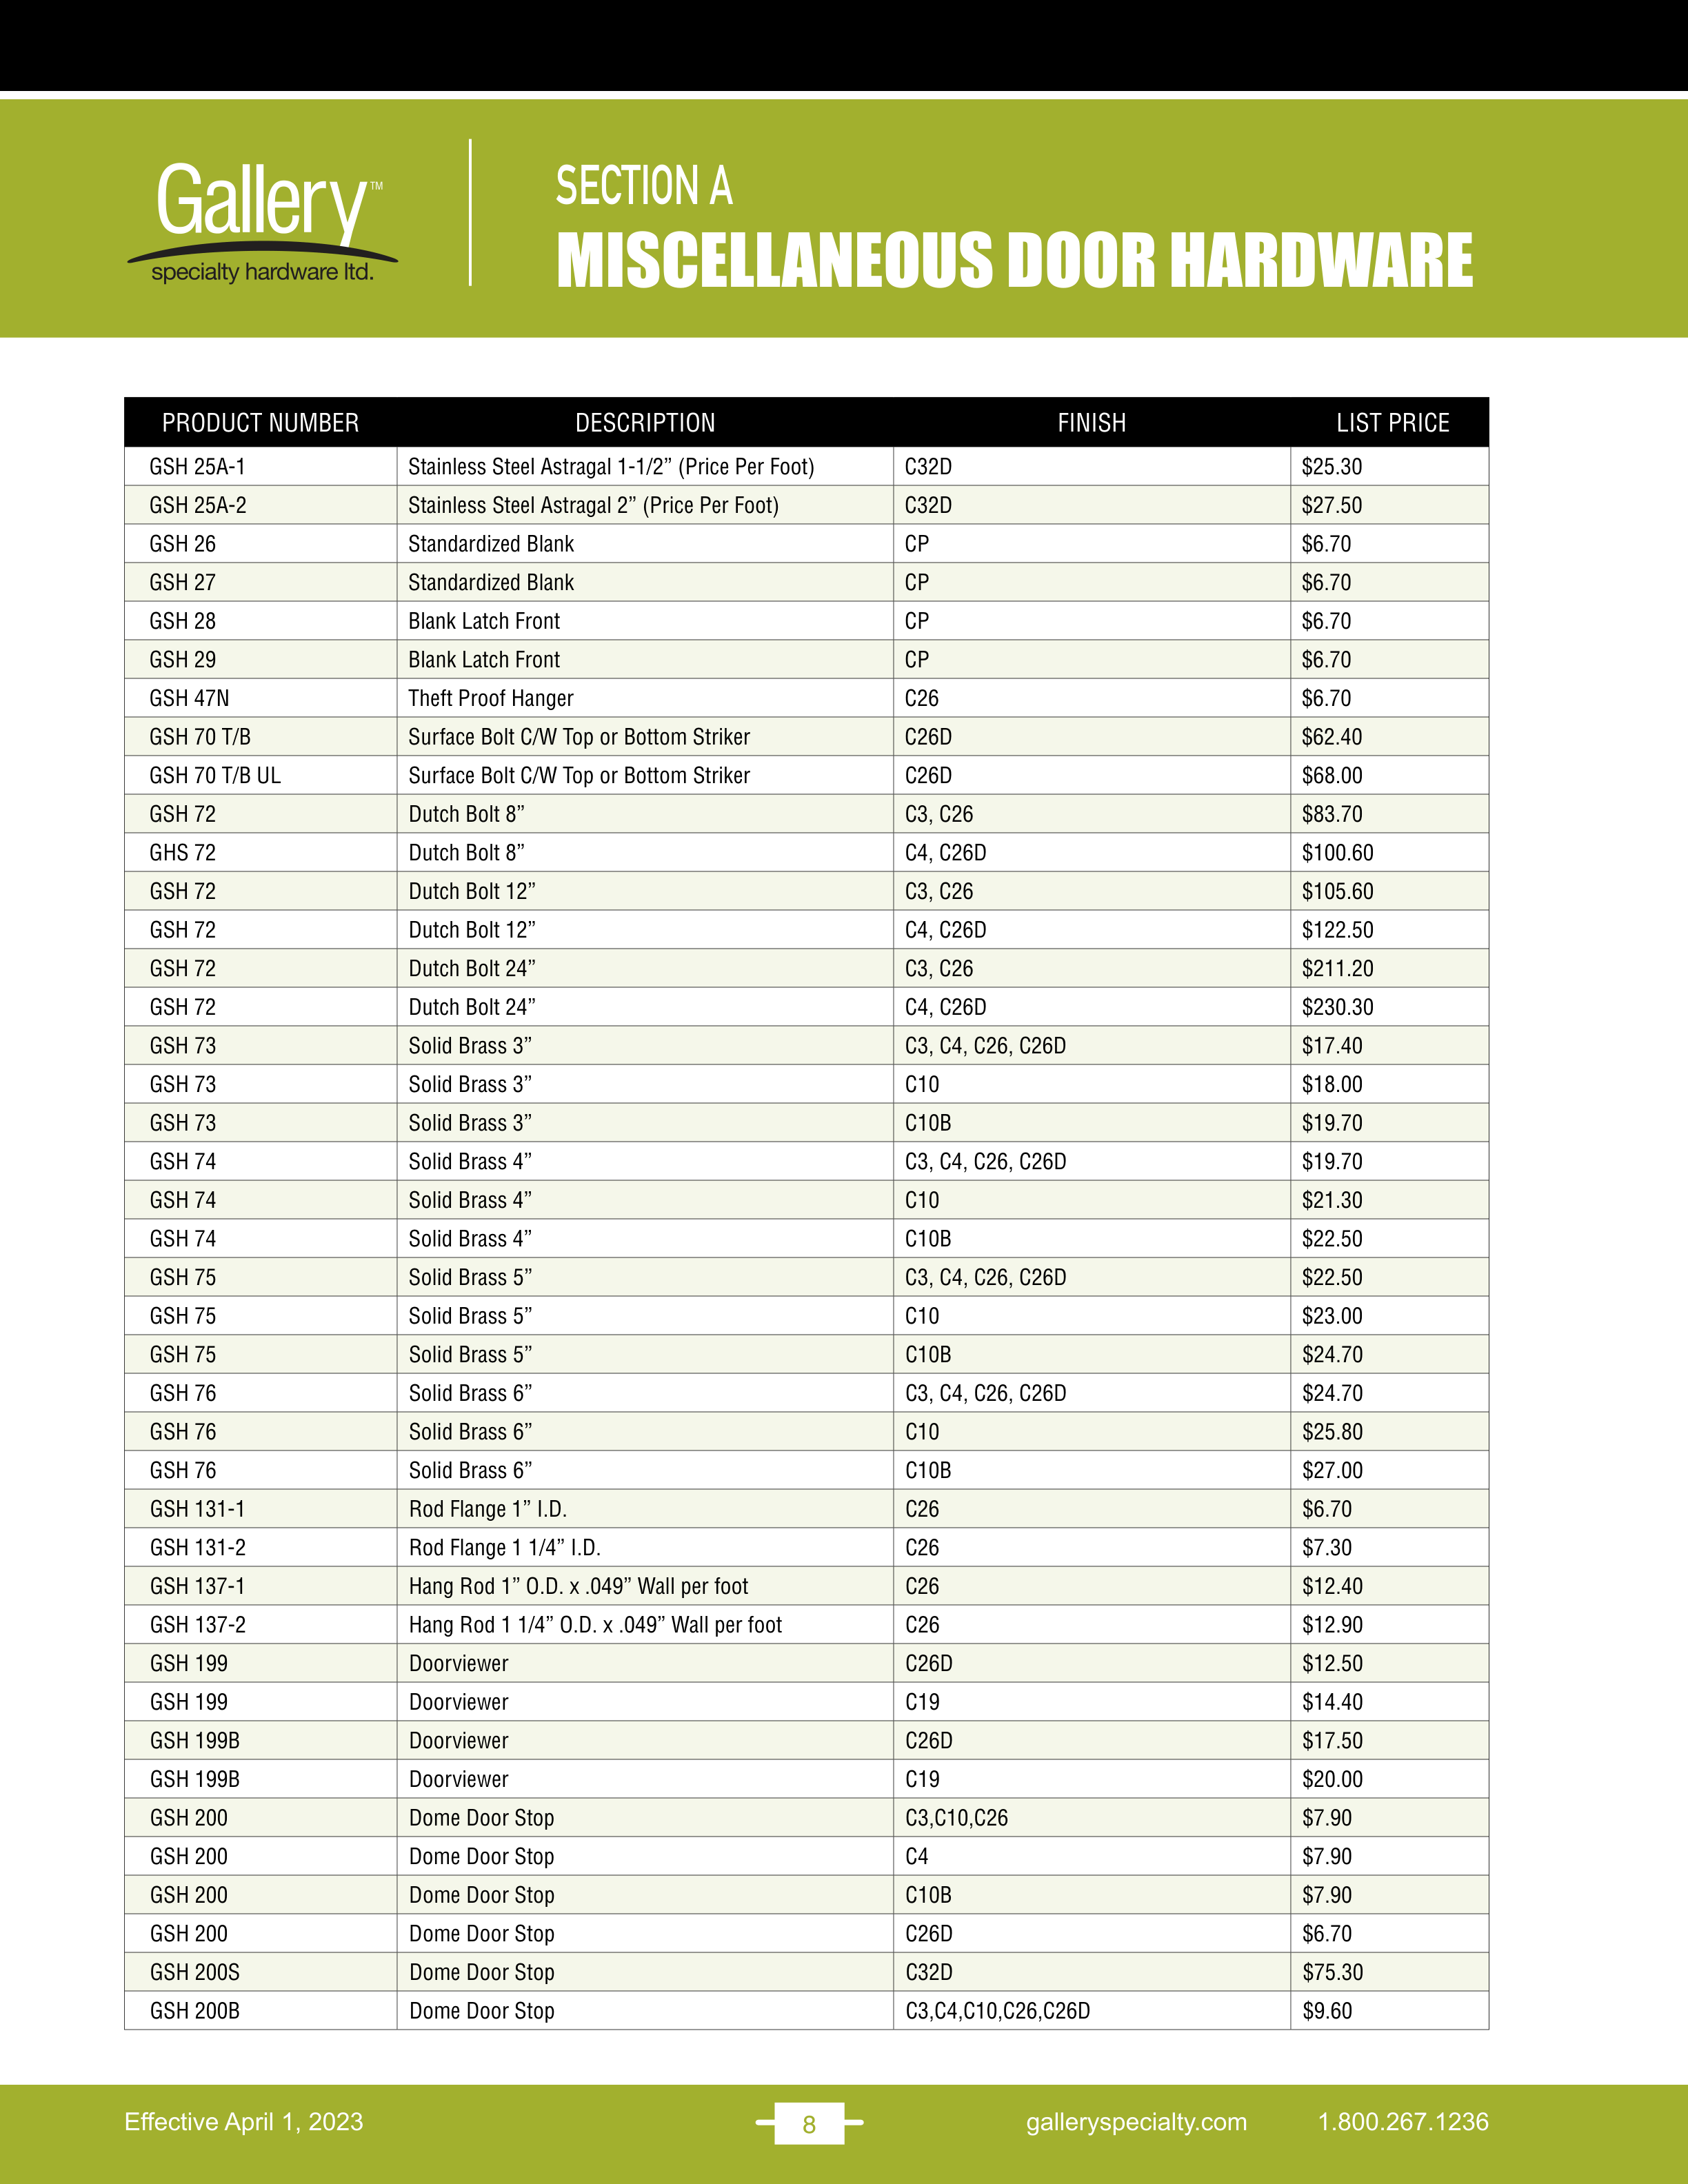 Gallery™
specialty hardware ltd.
SECTION A
MISCELLANEOUS DOOR HARDWARE
PRODUCT NUMBER DESCRIPTION FINISH LIST PRICE
GSH 25A-1 Stainless Steel Astragal 1-1/2” (Price Per Foot) C32D $25.30
GSH 25A-2 Stainless Steel Astragal 2” (Price Per Foot) C32D $27.50
GSH 26 Standardized Blank CP $6.70
GSH 27 Standardized Blank CP $6.70
GSH 28 Blank Latch Front CP $6.70
GSH 29 Blank Latch Front CP $6.70
GSH 47N Theft Proof Hanger C26 $6.70
GSH 70 T/B Surface Bolt C/W Top or Bottom Striker C26D $62.40
GSH 70 T/B UL Surface Bolt C/W Top or Bottom Striker C26D $68.00
GSH 72 Dutch Bolt 8” C3, C26 $83.70
GHS 72 Dutch Bolt 8” C4, C26D $100.60
GSH 72 Dutch Bolt 12” C3, C26 $105.60
GSH 72 Dutch Bolt 12” C4, C26D $122.50
GSH 72 Dutch Bolt 24” C3, C26 $211.20
GSH 72 Dutch Bolt 24” C4, C26D $230.30
GSH 73 Solid Brass 3” C3, C4, C26, C26D $17.40
GSH 73 Solid Brass 3” C10 $18.00
GSH 73 Solid Brass 3” C10B $19.70
GSH 74 Solid Brass 4” C3, C4, C26, C26D $19.70
GSH 74 Solid Brass 4” C10 $21.30
GSH 74 Solid Brass 4” C10B $22.50
GSH 75 Solid Brass 5” C3, C4, C26, C26D $22.50
GSH 75 Solid Brass 5” C10 $23.00
GSH 75 Solid Brass 5” C10B $24.70
GSH 76 Solid Brass 6” C3, C4, C26, C26D $24.70
GSH 76 Solid Brass 6” C10 $25.80
GSH 76 Solid Brass 6” C10B $27.00
GSH 131-1 Rod Flange 1” I.D. C26 $6.70
GSH 131-2 Rod Flange 1 1/4” I.D. C26 $7.30
GSH 137-1 Hang Rod 1” O.D. x .049” Wall per foot C26 $12.40
GSH 137-2 Hang Rod 1 1/4” O.D. x .049” Wall per foot C26 $12.90
GSH 199 Doorviewer C26D $12.50
GSH 199 Doorviewer C19 $14.40
GSH 199B Doorviewer C26D $17.50
GSH 199B Doorviewer C19 $20.00
GSH 200 Dome Door Stop C3,C10,C26 $7.90
GSH 200 Dome Door Stop C4 $7.90
GSH 200 Dome Door Stop C10B $7.90
GSH 200 Dome Door Stop C26D $6.70
GSH 200S Dome Door Stop C32D $75.30
GSH 200B Dome Door Stop C3,C4,C10,C26,C26D $9.60
Effective April 1, 2023 8 galleryspecialty.com 1.800.267.1236